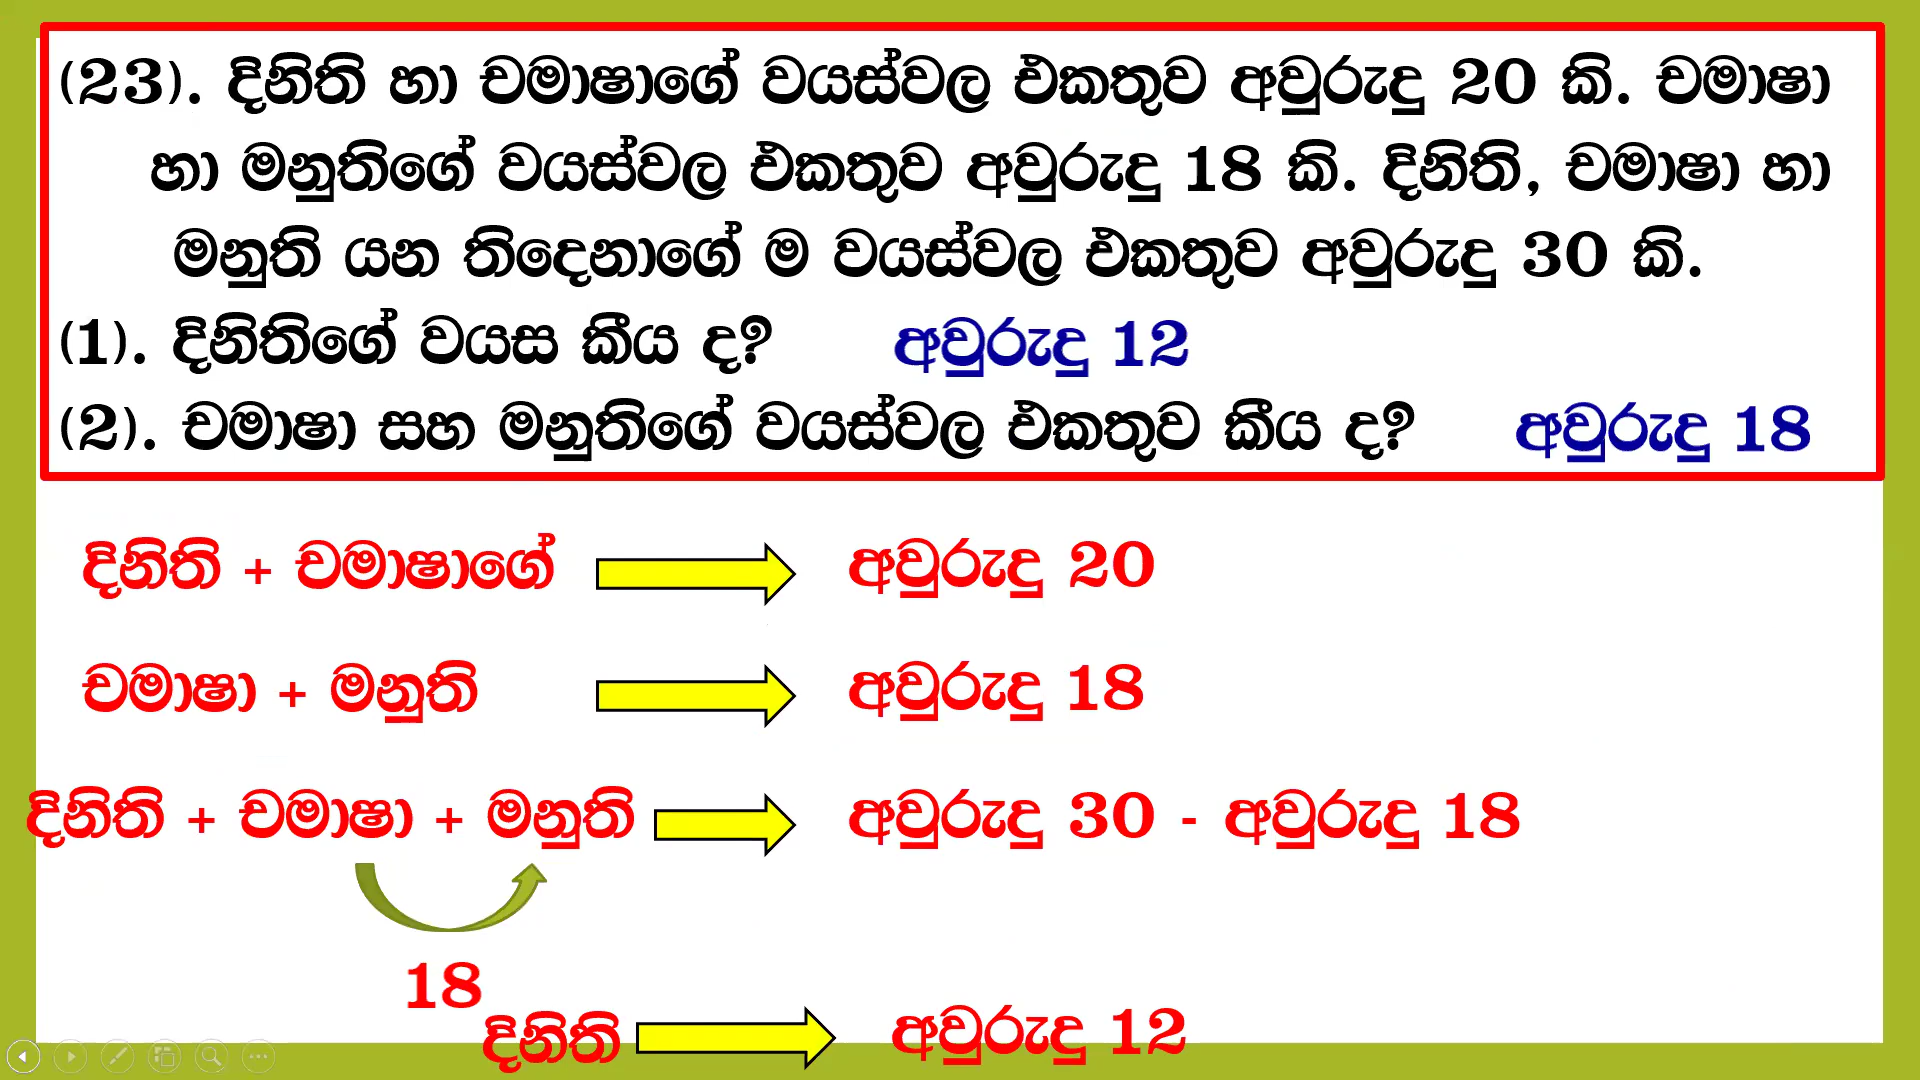 (23). දිනිති හා චමාෂාගේ වයස්වල එකතුව අවුරුදු 20 කි. චමාෂා
හා මනුතිගේ වයස්වල එකතුව අවුරුදු 18 කි. දිනිති, චමාෂා හා
මනුති යන තිදෙනාගේ ම වයස්වල එකතුව අවුරුදු 30 කි.
(1). දිනිතිගේ වයස කීය ද? අවුරුදු 12
(2). චමාෂා සහ මනුතිගේ වයස්වල එකතුව කීය ද? අවුරුදු 18
දිනිති + චමාෂාගේ අවුරුදු 20
චමාෂා + මනුති අවුරුදු 18
දිනිති + චමාෂා + මනුති අවුරුදු 30 - අවුරුදු 18
18
දිනිති අවුරුදු 12